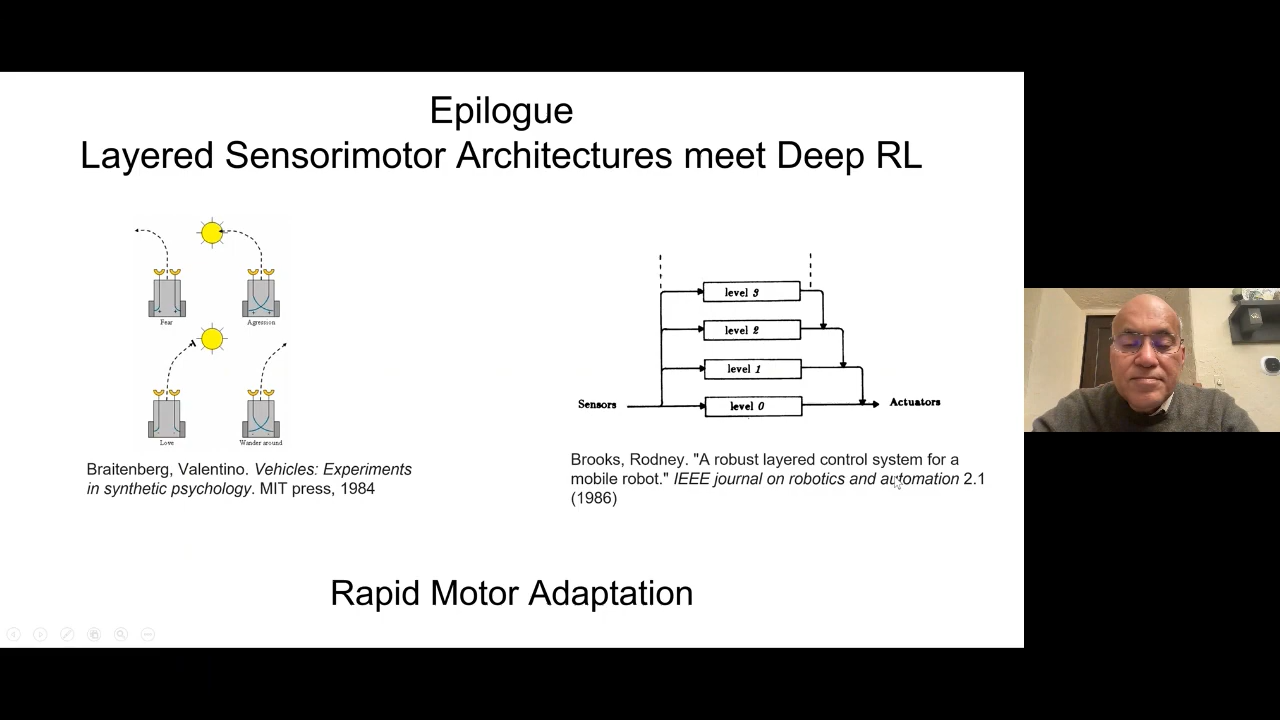 Epilogue
Layered Sensorimotor Architectures meet Deep RL
Fear
Agression
Love
Wander around
level 3
level 2
level 1
Sensors
level 0
Actuators
Braitenberg, Valentino. Vehicles: Experiments
in synthetic psychology. MIT press, 1984
Brooks, Rodney. "A robust layered control system for a
mobile robot." IEEE journal on robotics and automation 2.1
(1986)
Rapid Motor Adaptation